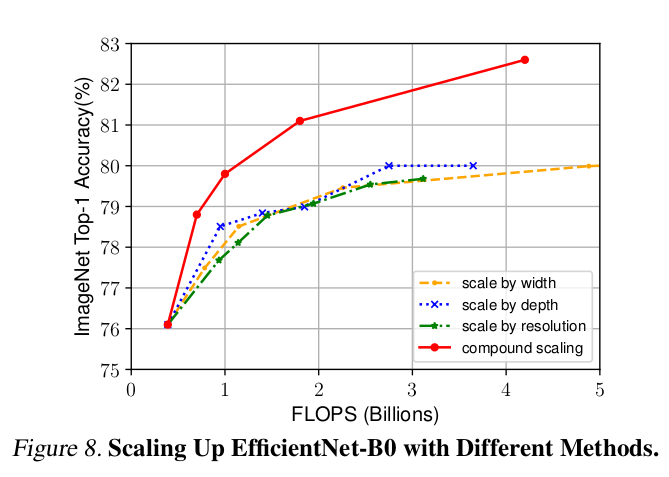 83
82
81
80
79
78
77
76
75
ImageNet Top-1 Accuracy(%)
scale by width
scale by depth
scale by resolution
compound scaling
0 1 2 3 4 5
FLOPS (Billions)
Figure 8. Scaling Up EfficientNet-B0 with Different Methods.